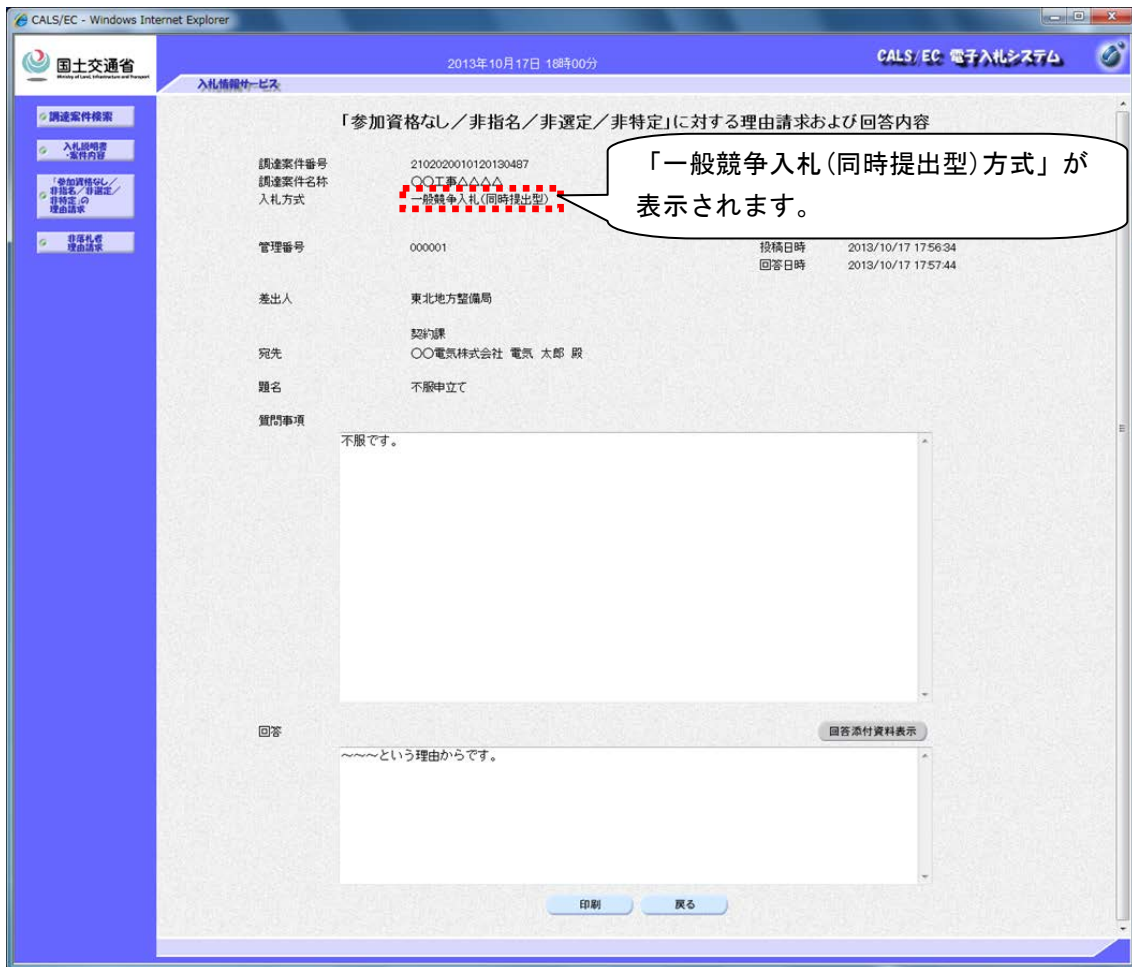 CALS/EC - Windows Internet Explorer
国土交通省
Ministry of Land, Infrastructure and Transport
2013年10月17日 18時00分
CALS/EC 電子入札システム
入札情報サービス
調達案件検索
入札説明書
・案件内容
「参加資格なし／
非指名／非選定／
非特定」の
理由請求
非落札者
理由請求
「参加資格なし／非指名／非選定／非特定」に対する理由請求および回答内容
調達案件番号 2102020010120130487
調達案件名称 〇〇工事△△△△
入札方式 一般競争入札(同時提出型)
「一般競争入札(同時提出型)方式」が
表示されます。
管理番号 000001 投稿日時 2013/10/17 17:56:34
回答日時 2013/10/17 17:57:44
差出人 東北地方整備局
契約課
宛先 〇〇電気株式会社 電気 太郎 殿
題名 不服申立て
質問事項
不服です。
回答 回答添付資料表示
～～～という理由からです。
印刷 戻る